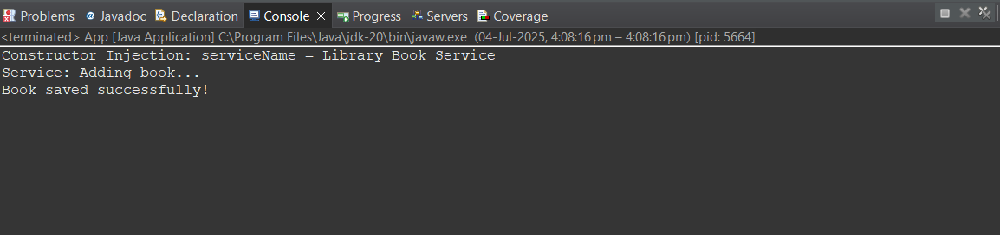 Problems @ Javadoc Declaration Console Progress Servers Coverage
<terminated> App [Java Application] C:\Program Files\Java\jdk-20\bin\javaw.exe (04-Jul-2025, 4:08:16 pm – 4:08:16 pm) [pid: 5664]
Constructor Injection: serviceName = Library Book Service
Service: Adding book...
Book saved successfully!